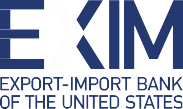 EXIM
EXPORT-IMPORT BANK
OF THE UNITED STATES